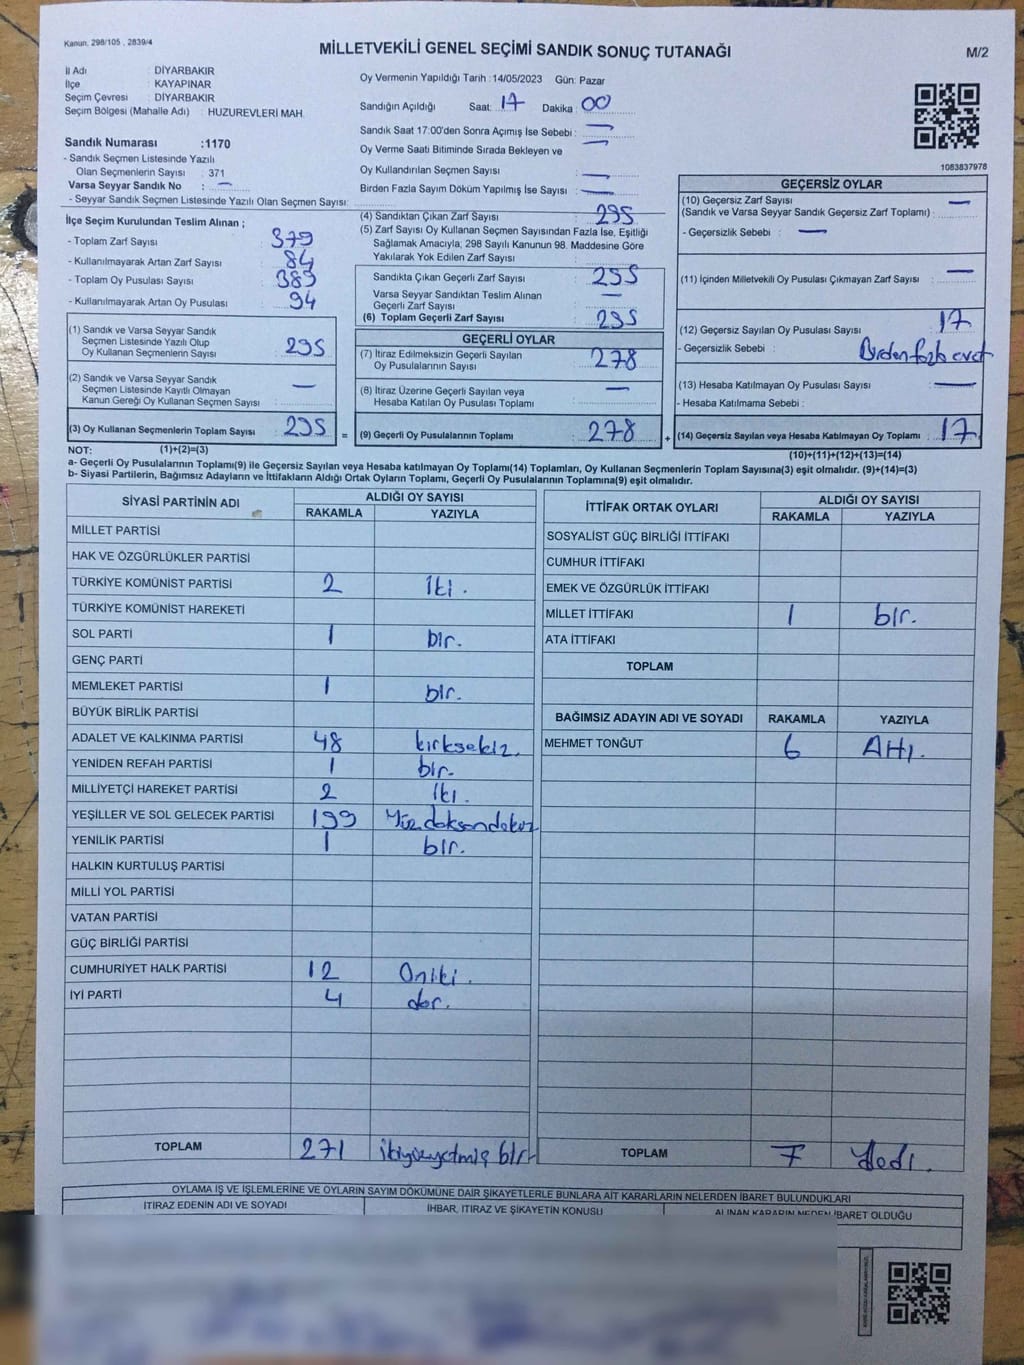 Kanun. 298/105 , 2839/4
MİLLETVEKİLİ GENEL SEÇİMİ SANDIK SONUÇ TUTANAĞI
M/2
İl Adı : DİYARBAKIR
İlçe : KAYAPINAR
Seçim Çevresi : DİYARBAKIR
Seçim Bölgesi (Mahalle Adı) : HUZUREVLERİ MAH.
Sandık Numarası :1170
- Sandık Seçmen Listesinde Yazılı
Olan Seçmenlerin Sayısı : 371
Varsa Seyyar Sandık No : —
- Seyyar Sandık Seçmen Listesinde Yazılı Olan Seçmen Sayısı:
Oy Vermenin Yapıldığı Tarih :14/05/2023 Gün: Pazar
Sandığın Açıldığı Saat: 17 Dakika 00
Sandık Saat 17:00'den Sonra Açımış İse Sebebi : —
Oy Verme Saati Bitiminde Sırada Bekleyen ve —
Oy Kullandırılan Seçmen Sayısı : —
Birden Fazla Sayım Döküm Yapılmış İse Sayısı : —
1083837978
İlçe Seçim Kurulundan Teslim Alınan ;
- Toplam Zarf Sayısı : 379
- Kullanılmayarak Artan Zarf Sayısı : 84
- Toplam Oy Pusulası Sayısı : 389
- Kullanılmayarak Artan Oy Pusulası : 94
(1) Sandık ve Varsa Seyyar Sandık
Seçmen Listesinde Yazılı Olup
Oy Kullanan Seçmenlerin Sayısı : 295
(2) Sandık ve Varsa Seyyar Sandık
Seçmen Listesinde Kayıtlı Olmayan
Kanun Gereği Oy Kullanan Seçmen Sayısı : —
(3) Oy Kullanan Seçmenlerin Toplam Sayısı : 295 =
(4) Sandıktan Çıkan Zarf Sayısı : 295
(5) Zarf Sayısı Oy Kullanan Seçmen Sayısından Fazla İse, Eşitliği
Sağlamak Amacıyla, 298 Sayılı Kanunun 98. Maddesine Göre
Yakılarak Yok Edilen Zarf Sayısı :
Sandıkta Çıkan Geçerli Zarf Sayısı : 295
Varsa Seyyar Sandıktan Teslim Alınan
Geçerli Zarf Sayısı : —
(6) Toplam Geçerli Zarf Sayısı : 295
GEÇERLİ OYLAR
(7) İtiraz Edilmeksizin Geçerli Sayılan
Oy Pusulalarının Sayısı : 278
(8) İtiraz Üzerine Geçerli Sayılan veya
Hesaba Katılan Oy Pusulası Toplamı : —
(9) Geçerli Oy Pusulalarının Toplamı : 278 +
GEÇERSİZ OYLAR
(10) Geçersiz Zarf Sayısı —
(Sandık ve Varsa Seyyar Sandık Geçersiz Zarf Toplamı) :
- Geçersizlik Sebebi : —
(11) İçinden Milletvekili Oy Pusulası Çıkmayan Zarf Sayısı : —
(12) Geçersiz Sayılan Oy Pusulası Sayısı : 17
- Geçersizlik Sebebi : Birden fazla evet
(13) Hesaba Katılmayan Oy Pusulası Sayısı : —
- Hesaba Katılmama Sebebi :
(14) Geçersiz Sayılan veya Hesaba Katılmayan Oy Toplamı : 17
NOT: (1)+(2)=(3)
(10)+(11)+(12)+(13)=(14)
a- Geçerli Oy Pusulalarının Toplamı(9) ile Geçersiz Sayılan veya Hesaba katılmayan Oy Toplamı(14) Toplamları, Oy Kullanan Seçmenlerin Toplam Sayısına(3) eşit olmalıdır. (9)+(14)=(3)
b- Siyasi Partilerin, Bağımsız Adayların ve İttifakların Aldığı Ortak Oyların Toplamı, Geçerli Oy Pusulalarının Toplamına(9) eşit olmalıdır.
SİYASİ PARTİNİN ADI ALDIĞI OY SAYISI
RAKAMLA YAZIYLA
MİLLET PARTİSİ
HAK VE ÖZGÜRLÜKLER PARTİSİ
TÜRKİYE KOMÜNİST PARTİSİ 2 iki.
TÜRKİYE KOMÜNİST HAREKETİ
SOL PARTİ 1 bir.
GENÇ PARTİ
MEMLEKET PARTİSİ 1 bir.
BÜYÜK BİRLİK PARTİSİ
ADALET VE KALKINMA PARTİSİ 48 kırksekiz.
YENİDEN REFAH PARTİSİ 1 bir.
MİLLİYETÇİ HAREKET PARTİSİ 2 iki.
YEŞİLLER VE SOL GELECEK PARTİSİ 199 Yüz doksandokuz
YENİLİK PARTİSİ 1 bir.
HALKIN KURTULUŞ PARTİSİ
MİLLİ YOL PARTİSİ
VATAN PARTİSİ
GÜÇ BİRLİĞİ PARTİSİ
CUMHURİYET HALK PARTİSİ 12 Oniki.
İYİ PARTİ 4 dör.
TOPLAM 271 ikiyüzyetmiş bir
İTTİFAK ORTAK OYLARI ALDIĞI OY SAYISI
RAKAMLA YAZIYLA
SOSYALİST GÜÇ BİRLİĞİ İTTİFAKI
CUMHUR İTTİFAKI
EMEK VE ÖZGÜRLÜK İTTİFAKI
MİLLET İTTİFAKI 1 bir.
ATA İTTİFAKI
TOPLAM
BAĞIMSIZ ADAYIN ADI VE SOYADI RAKAMLA YAZIYLA
MEHMET TONĞUT 6 Altı.
TOPLAM 7 Yedi.
OYLAMA İŞ VE İŞLEMLERİNE VE OYLARIN SAYIM DÖKÜMÜNE DAİR ŞİKAYETLERLE BUNLARA AİT KARARLARIN NELERDEN İBARET BULUNDUKLARI
İTİRAZ EDENİN ADI VE SOYADI İHBAR, İTİRAZ VE ŞİKAYETİN KONUSU ALINAN KARARIN NEDEN İBARET OLDUĞU